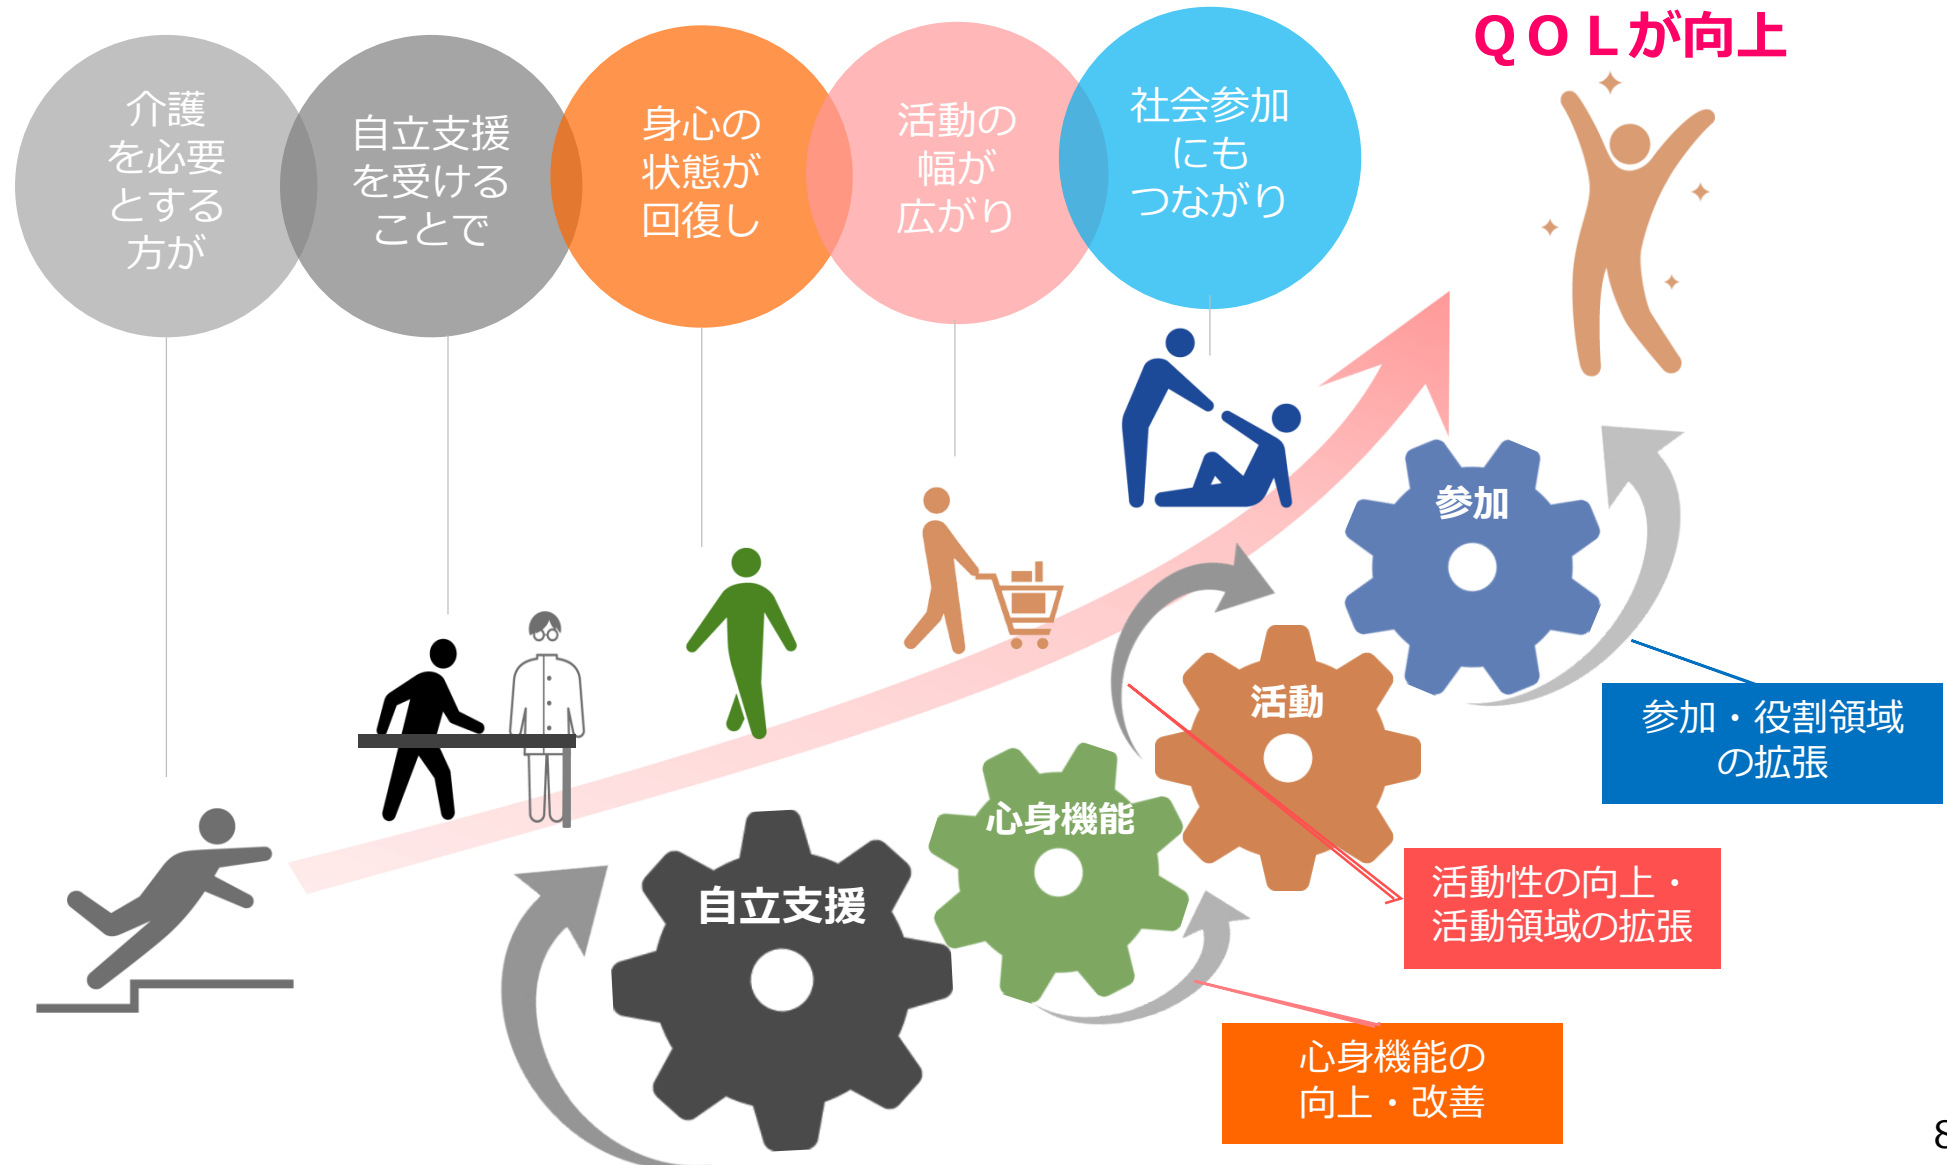 ＱＯＬが向上
介護
を必要
とする
方が
自立支援
を受ける
ことで
身心の
状態が
回復し
活動の
幅が
広がり
社会参加
にも
つながり
参加
活動
心身機能
自立支援
参加・役割領域
の拡張
活動性の向上・
活動領域の拡張
心身機能の
向上・改善
8